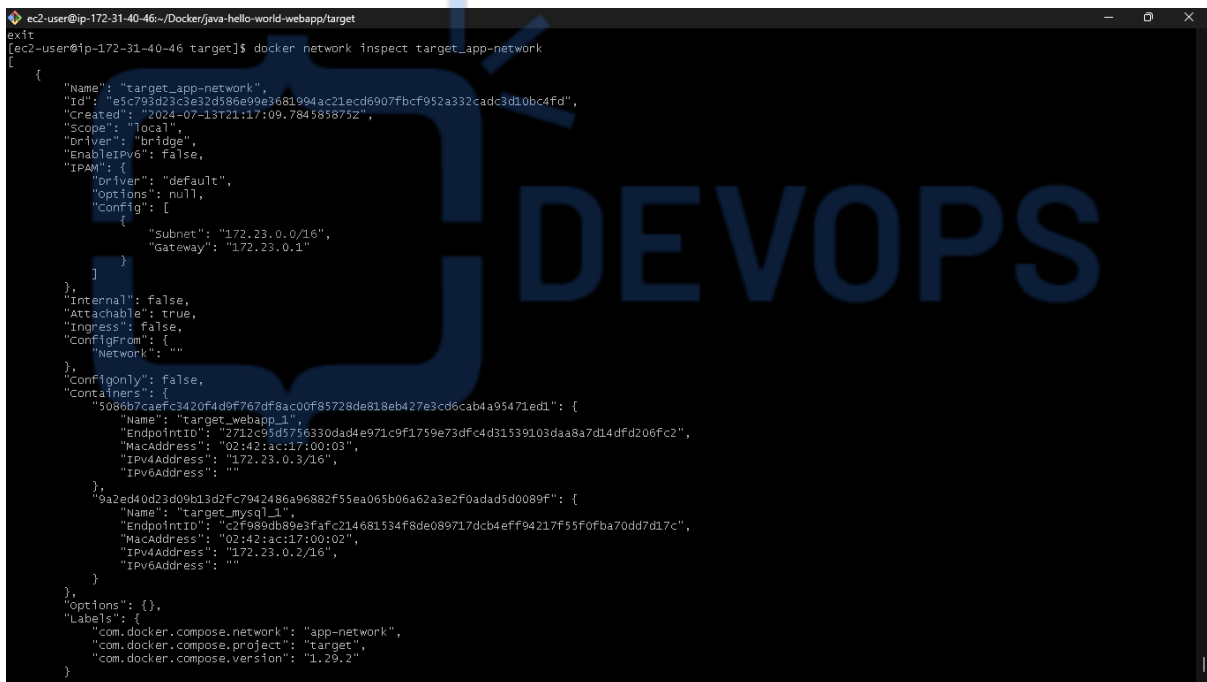 ec2-user@ip-172-31-40-46:~/Docker/java-hello-world-webapp/target
exit
[ec2-user@ip-172-31-40-46 target]$ docker network inspect target_app-network
[
    {
        "Name": "target_app-network",
        "Id": "e5c793d23c3e32d586e99e3681994ac21ecd6907fbcf952a332cadc3d10bc4fd",
        "Created": "2024-07-13T21:17:09.784585875Z",
        "Scope": "local",
        "Driver": "bridge",
        "EnableIPv6": false,
        "IPAM": {
            "Driver": "default",
            "Options": null,
            "Config": [
                {
                    "Subnet": "172.23.0.0/16",
                    "Gateway": "172.23.0.1"
                }
            ]
        },
        "Internal": false,
        "Attachable": true,
        "Ingress": false,
        "ConfigFrom": {
            "Network": ""
        },
        "ConfigOnly": false,
        "Containers": {
            "5086b7caefc3420f4d9f767df8ac00f85728de818eb427e3cd6cab4a95471ed1": {
                "Name": "target_webapp_1",
                "EndpointID": "2712c95d5756330dad4e971c9f1759e73dfc4d31539103daa8a7d14dfd206fc2",
                "MacAddress": "02:42:ac:17:00:03",
                "IPv4Address": "172.23.0.3/16",
                "IPv6Address": ""
            },
            "9a2ed40d23d09b13d2fc7942486a96882f55ea065b06a62a3e2f0adad5d0089f": {
                "Name": "target_mysql_1",
                "EndpointID": "c2f989db89e3fafc214681534f8de089717dcb4eff94217f55f0fba70dd7d17c",
                "MacAddress": "02:42:ac:17:00:02",
                "IPv4Address": "172.23.0.2/16",
                "IPv6Address": ""
            }
        },
        "Options": {},
        "Labels": {
            "com.docker.compose.network": "app-network",
            "com.docker.compose.project": "target",
            "com.docker.compose.version": "1.29.2"
        }
DEVOPS